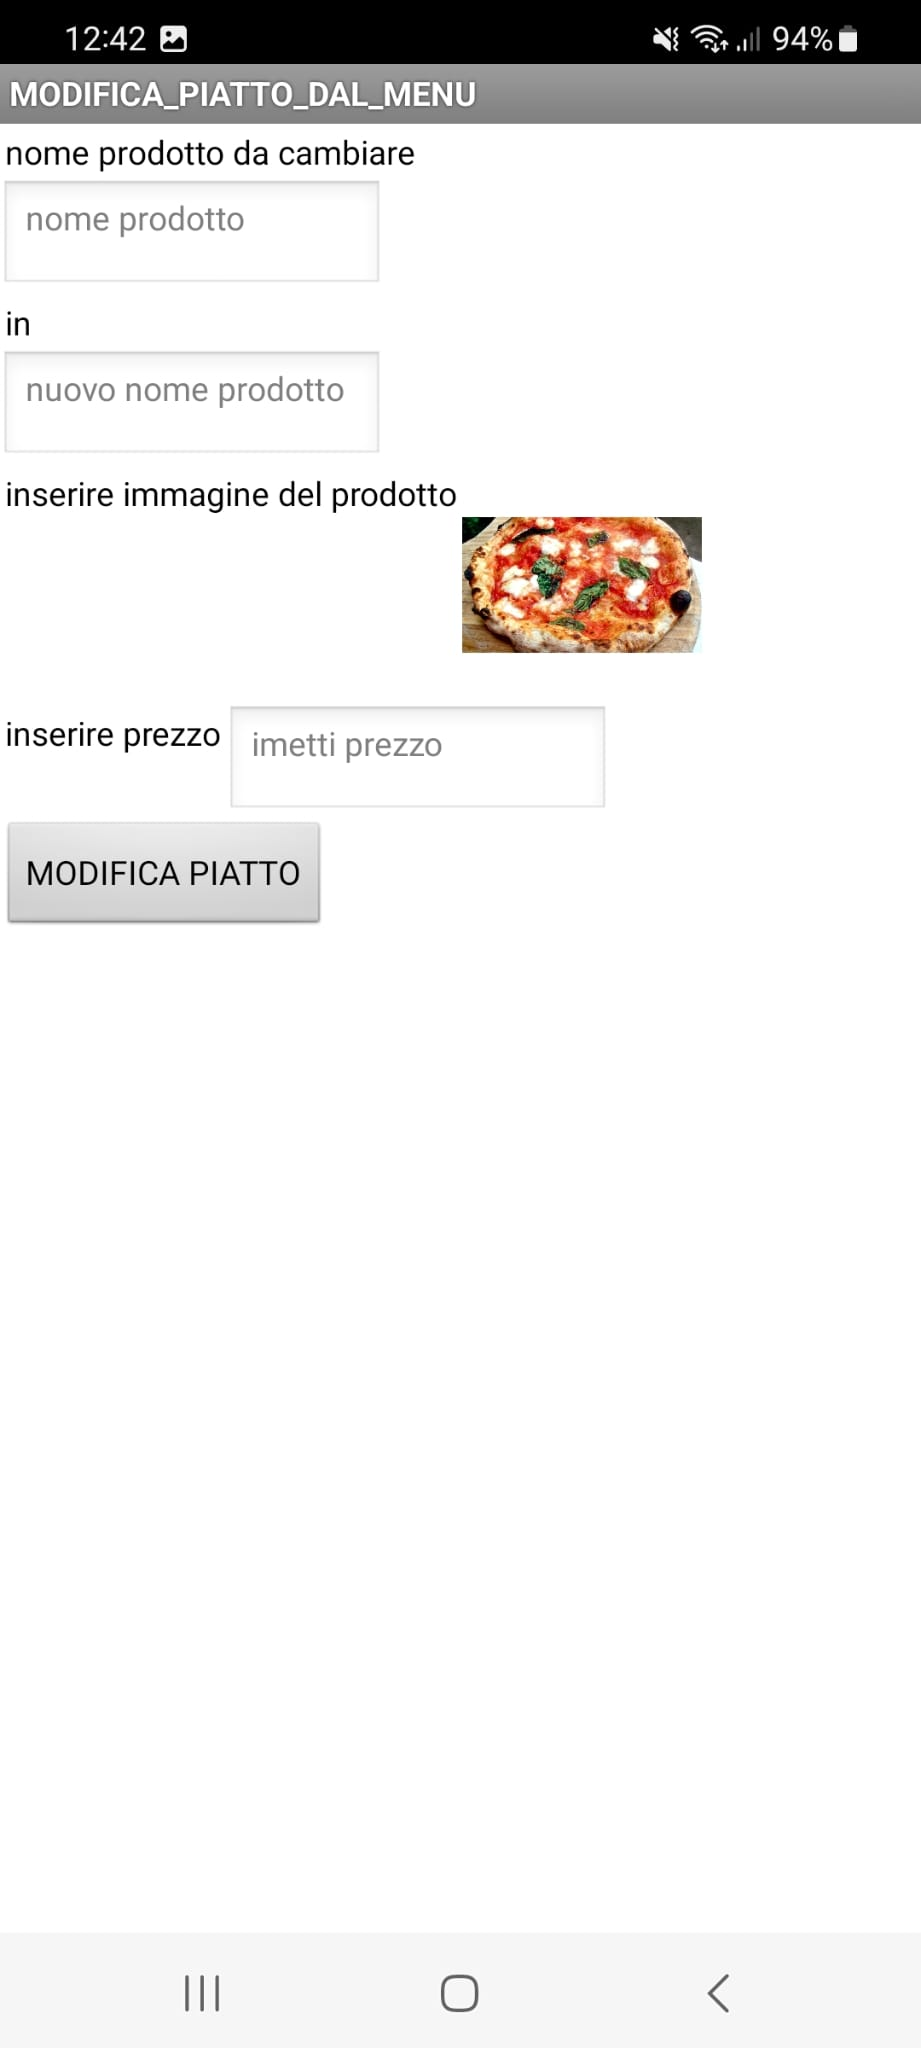 12:42 94%
MODIFICA_PIATTO_DAL_MENU
nome prodotto da cambiare
nome prodotto
in
nuovo nome prodotto
inserire immagine del prodotto
inserire prezzo imetti prezzo
MODIFICA PIATTO